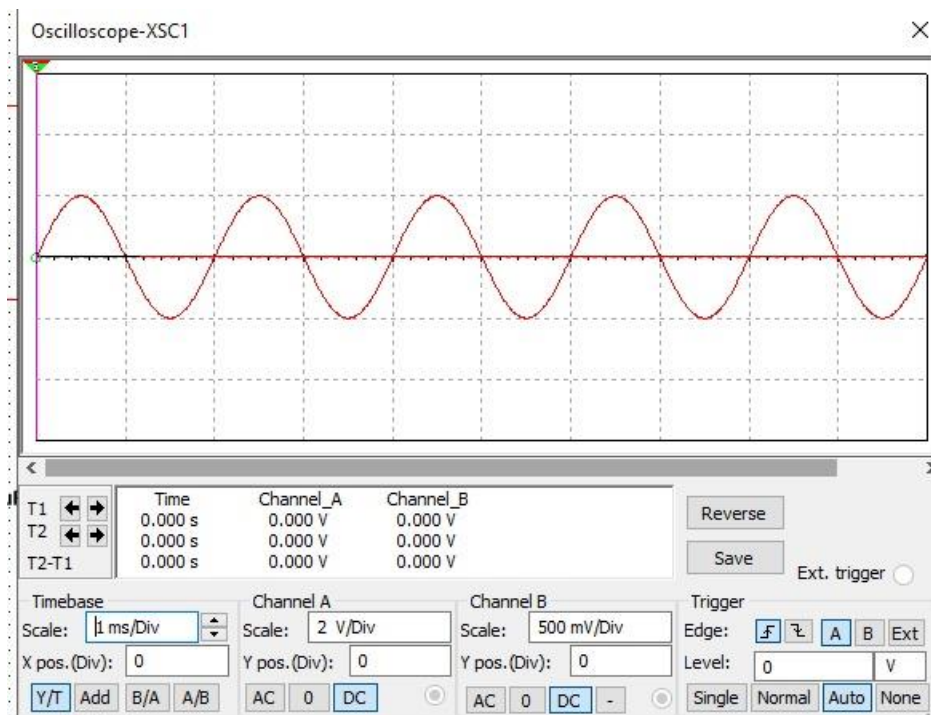 Oscilloscope-XSC1
Time Channel_A Channel_B
T1 0.000 s 0.000 V 0.000 V
T2 0.000 s 0.000 V 0.000 V
T2-T1 0.000 s 0.000 V 0.000 V
Reverse
Save
Ext. trigger
Timebase
Scale: 1 ms/Div
X pos.(Div): 0
Y/T Add B/A A/B
Channel A
Scale: 2 V/Div
Y pos.(Div): 0
AC 0 DC
Channel B
Scale: 500 mV/Div
Y pos.(Div): 0
AC 0 DC -
Trigger
Edge: A B Ext
Level: 0 V
Single Normal Auto None